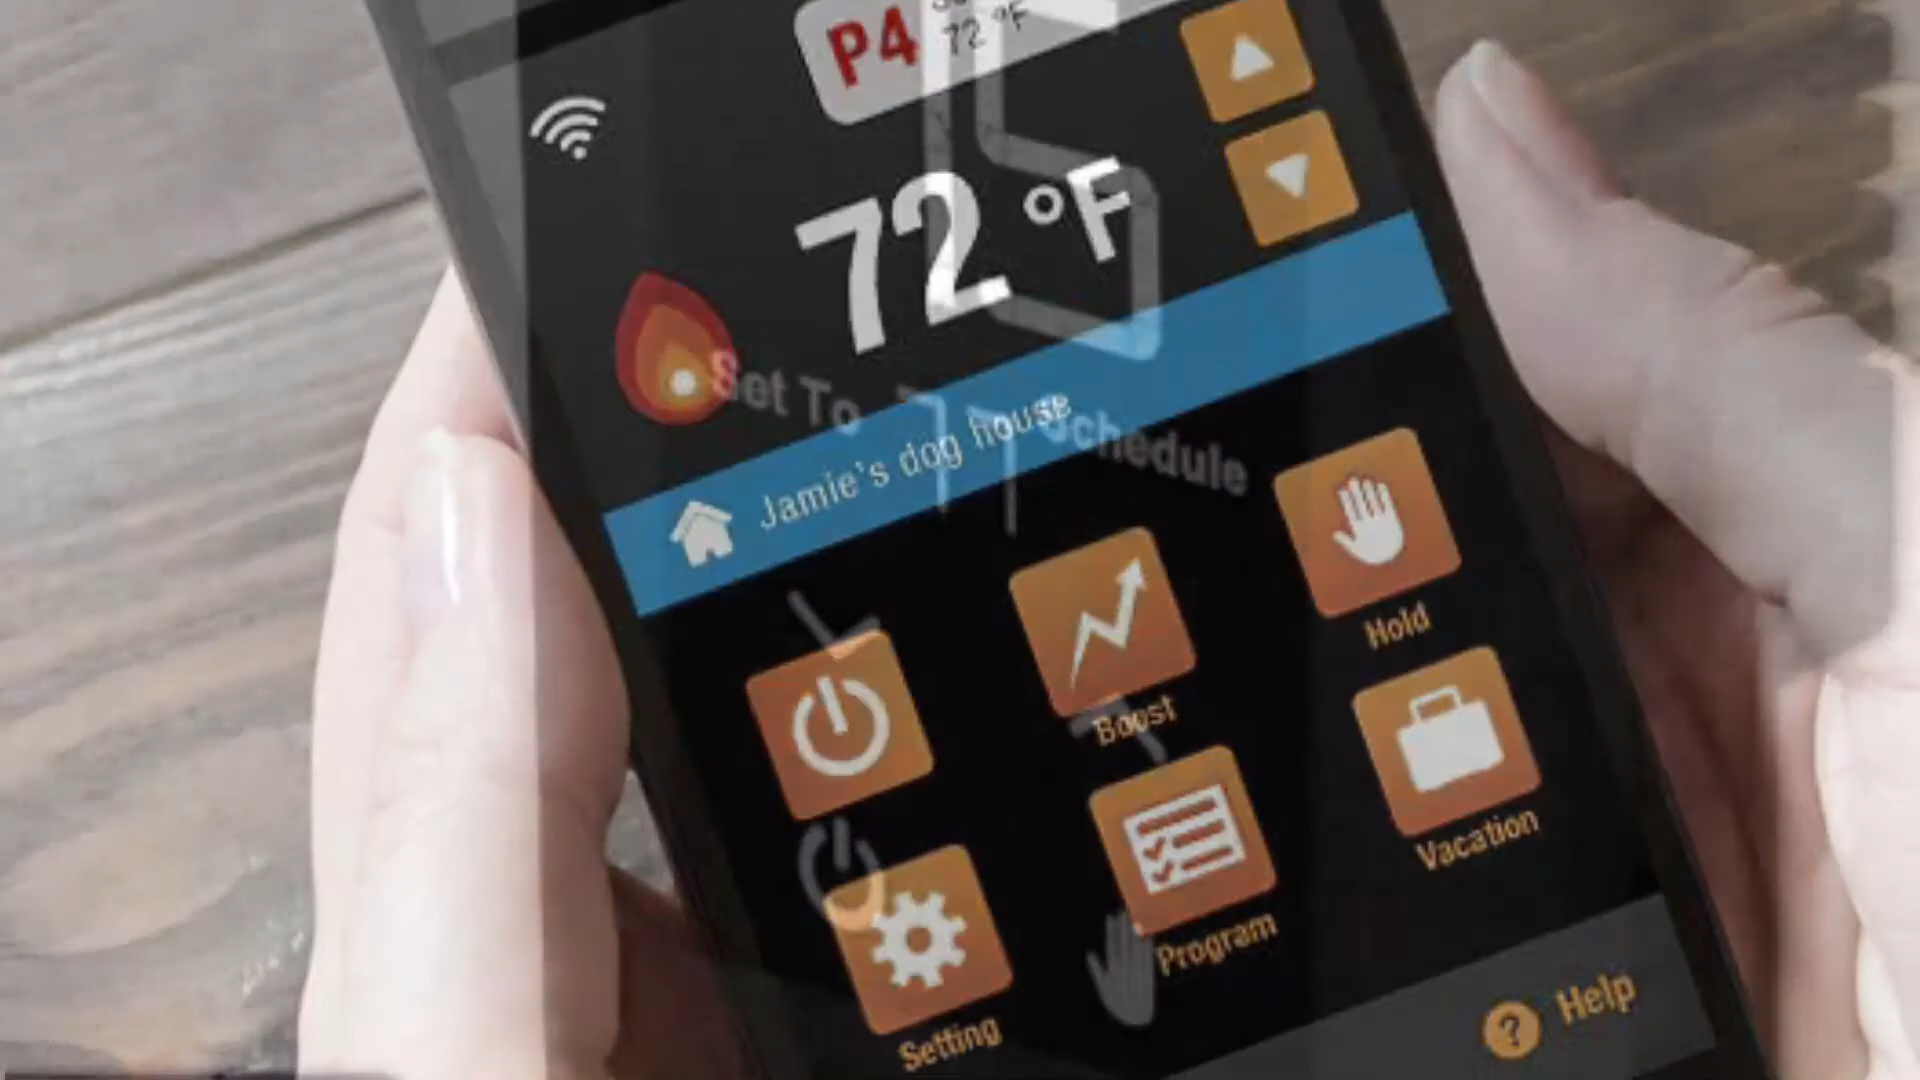 P4
72 °F
72 °F
Set To
Schedule
Jamie's dog house
Hold
Boost
Vacation
Program
Setting
? Help